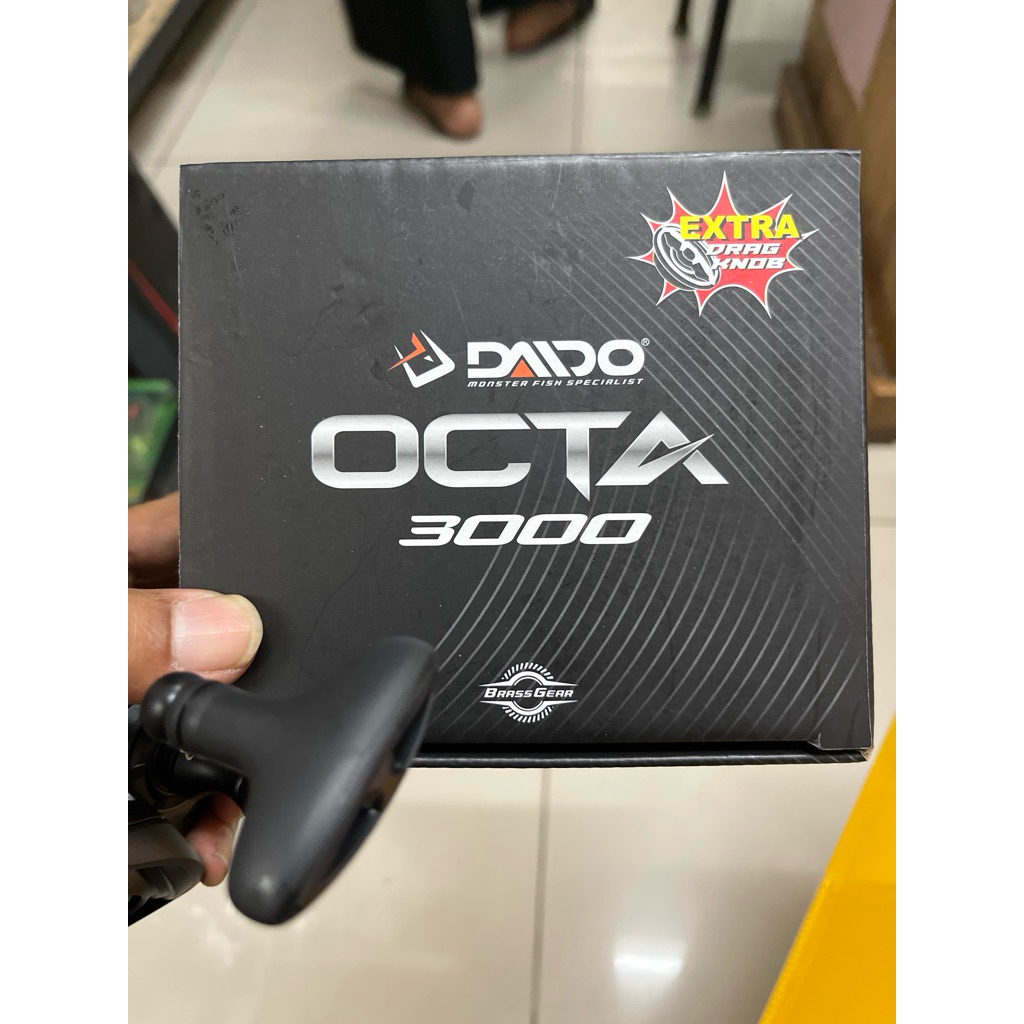 EXTRA
DRAG
KNOB
DAIDO®
MONSTER FISH SPECIALIST
OCTA
3000
BRASS GEAR